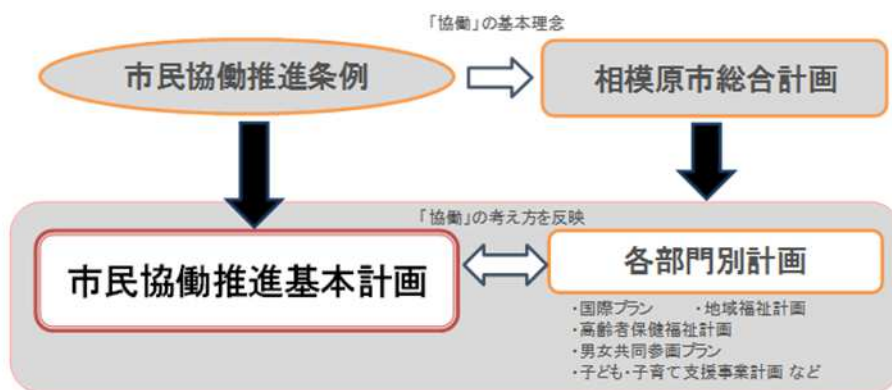 「協働」の基本理念
市民協働推進条例
相模原市総合計画
「協働」の考え方を反映
市民協働推進基本計画
各部門別計画
・国際プラン ・地域福祉計画
・高齢者保健福祉計画
・男女共同参画プラン
・子ども・子育て支援事業計画 など